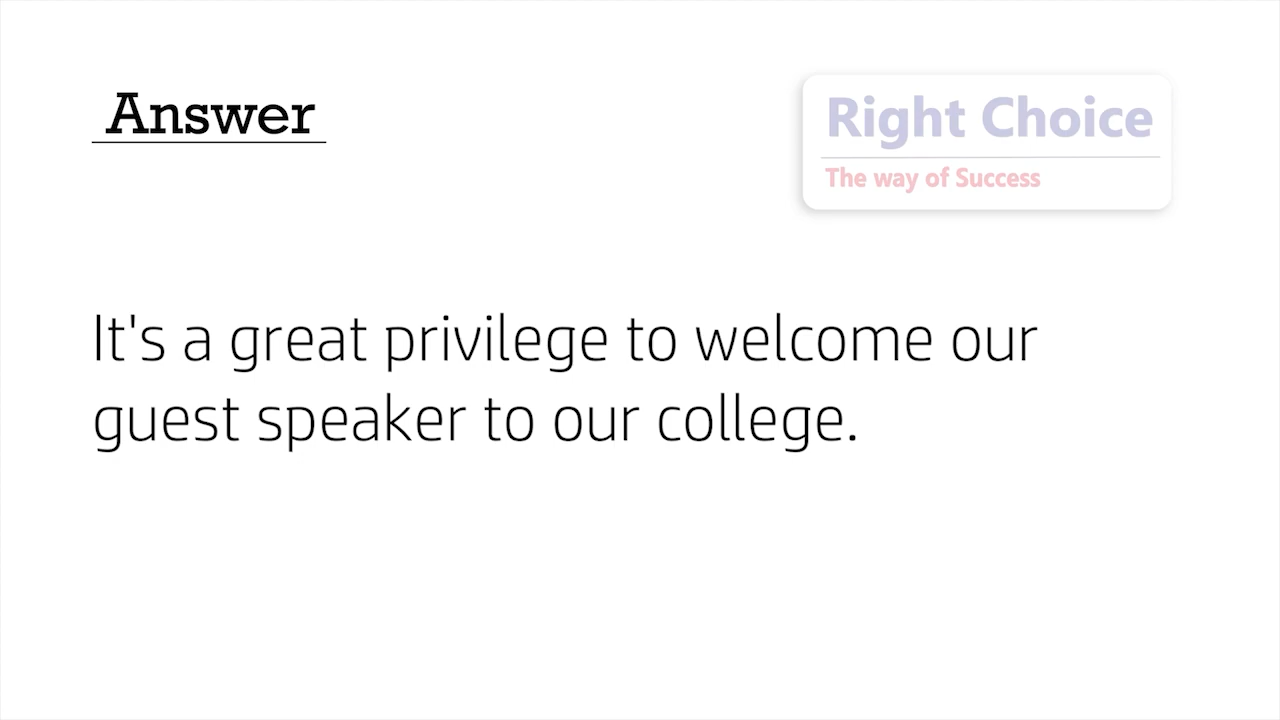 Answer
Right Choice
The way of Success
It's a great privilege to welcome our
guest speaker to our college.